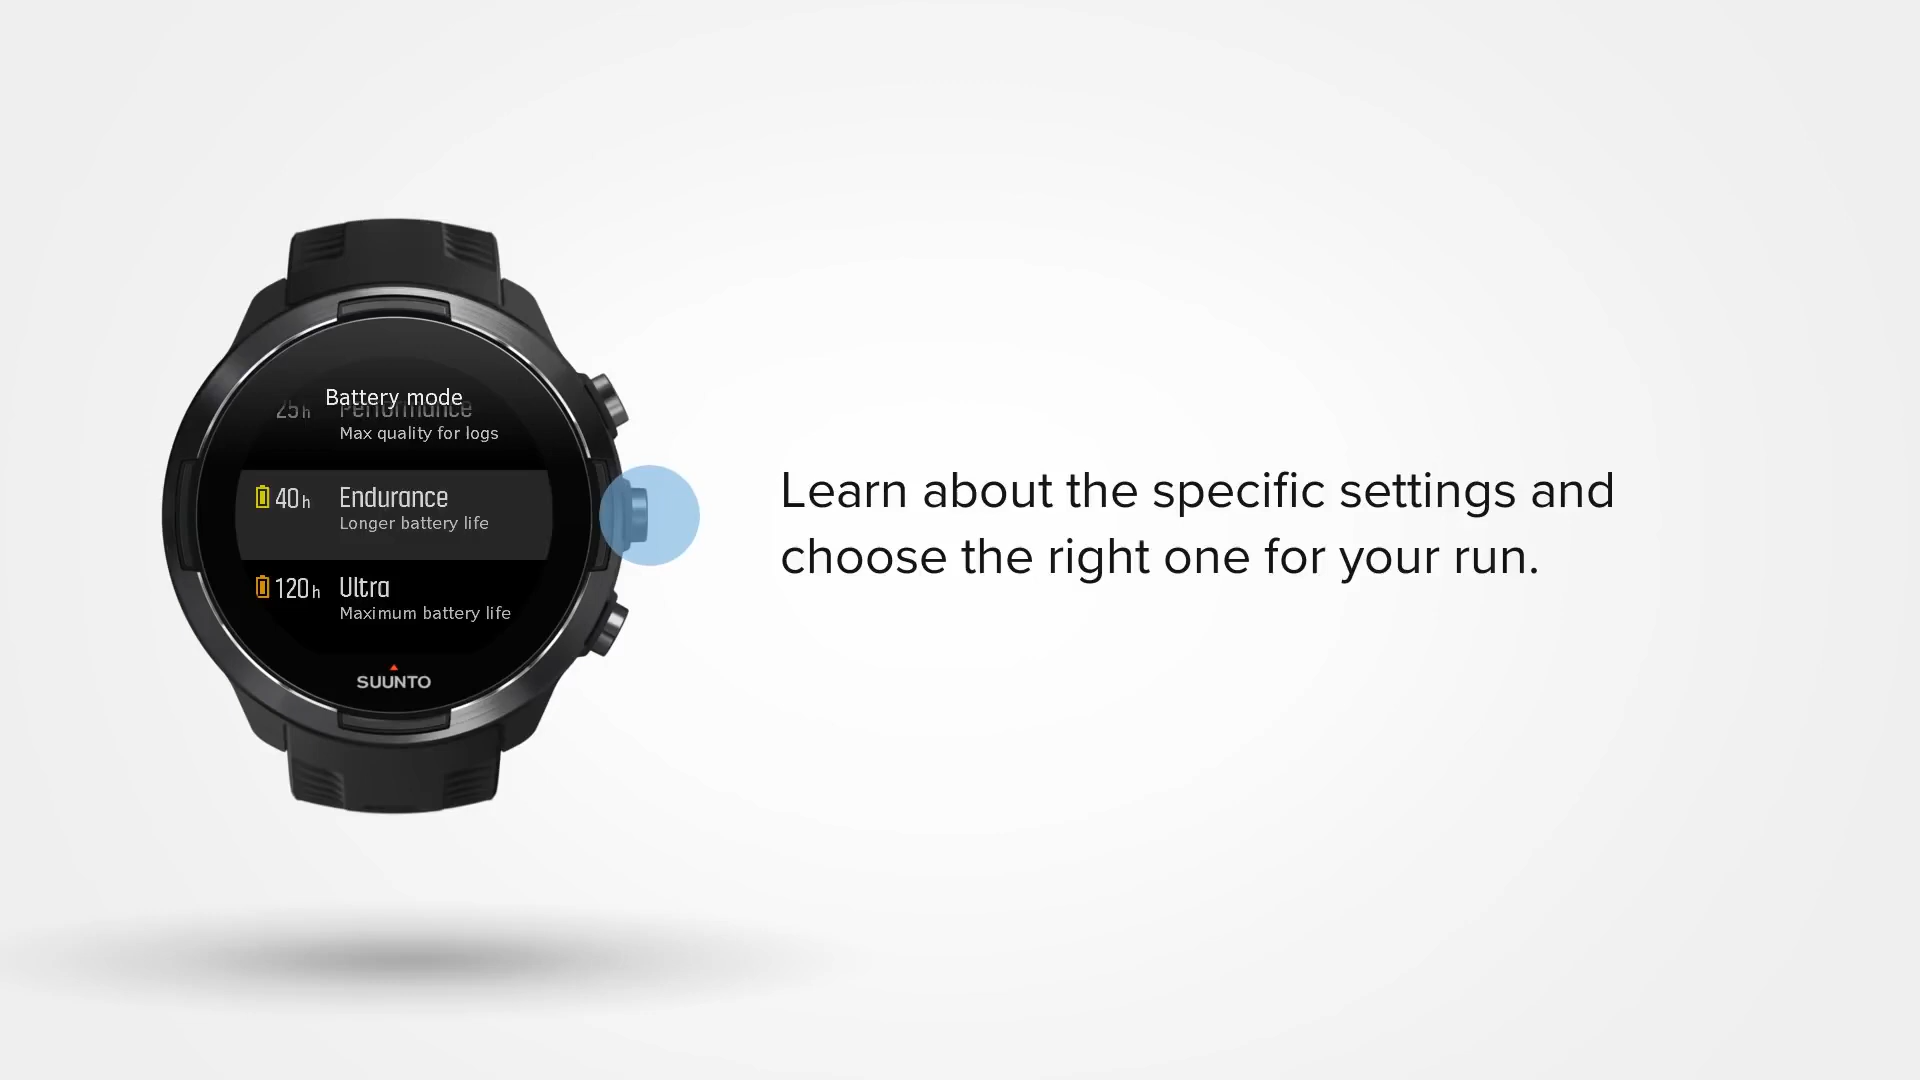 Battery mode
25h Performance
Max quality for logs
40h Endurance
Longer battery life
120h Ultra
Maximum battery life
SUUNTO
Learn about the specific settings and
choose the right one for your run.